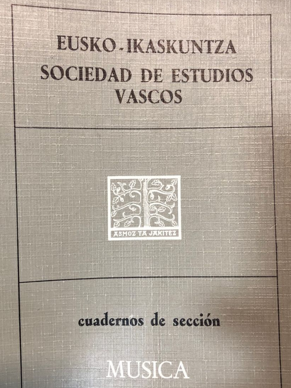 EUSKO-IKASKUNTZA
SOCIEDAD DE ESTUDIOS
VASCOS
ASMOZ TA JAKITEZ
cuadernos de sección
MUSICA